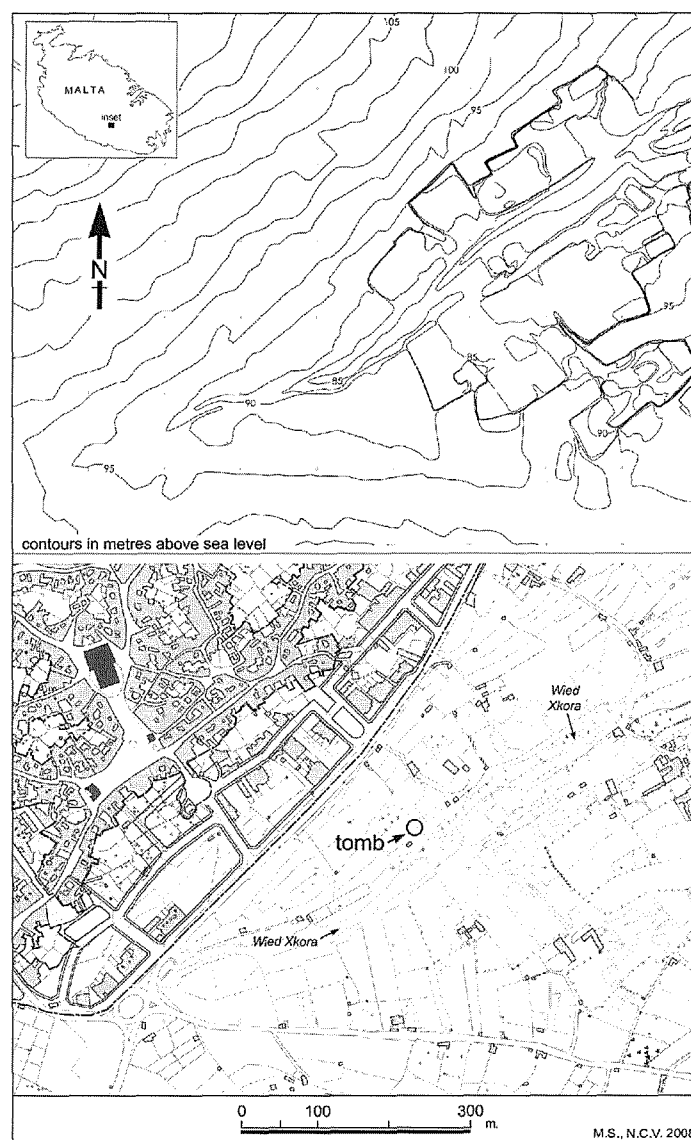 105
MALTA
100
inset
95
N
95
85
85
90
90
95
contours in metres above sea level
Wied
Xkora
tomb
Wied Xkora
0 100 300
m.
M.S., N.C.V. 2008